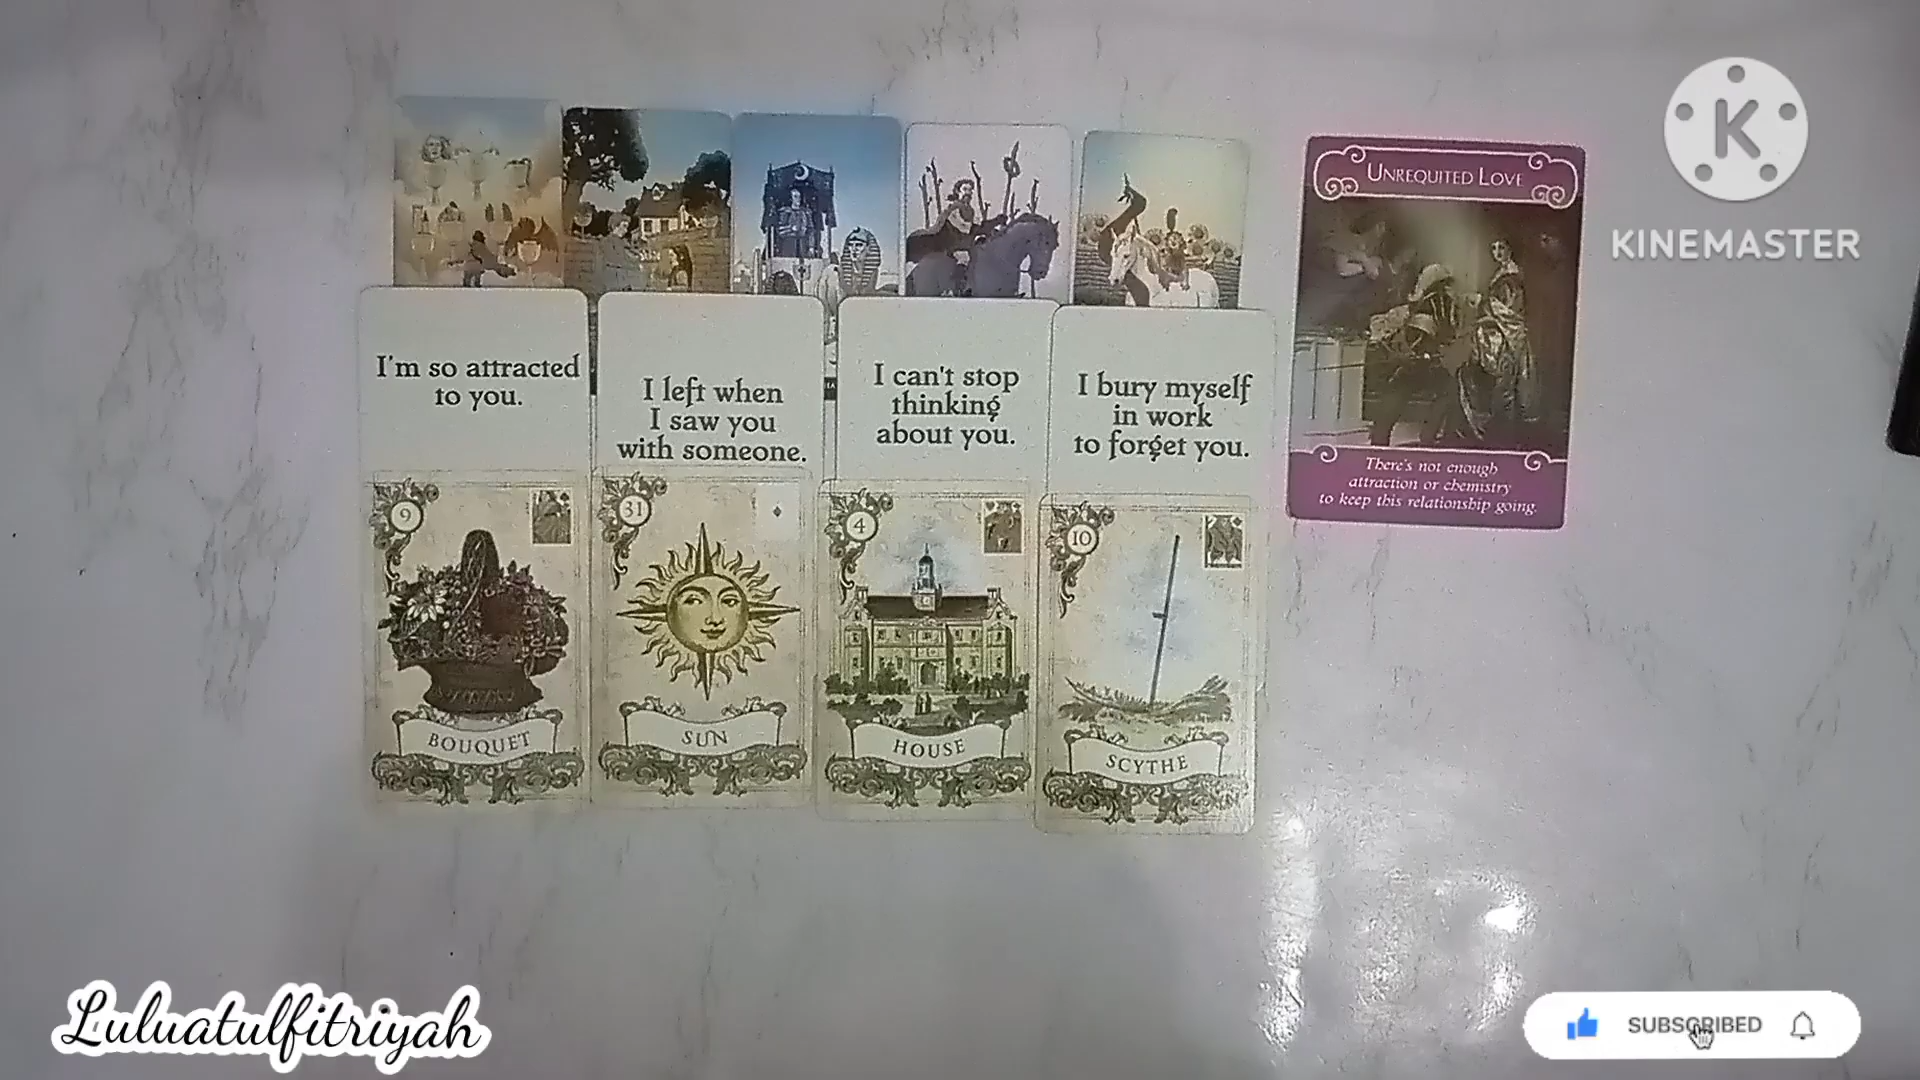 K
KINEMASTER
UNREQUITED LOVE
There's not enough
attraction or chemistry
to keep this relationship going.
I'm so attracted
to you.
I left when
I saw you
with someone.
I can't stop
thinking
about you.
I bury myself
in work
to forget you.
9
BOUQUET
31
SUN
4
HOUSE
10
SCYTHE
Luluatulfitriyah
SUBSCRIBED